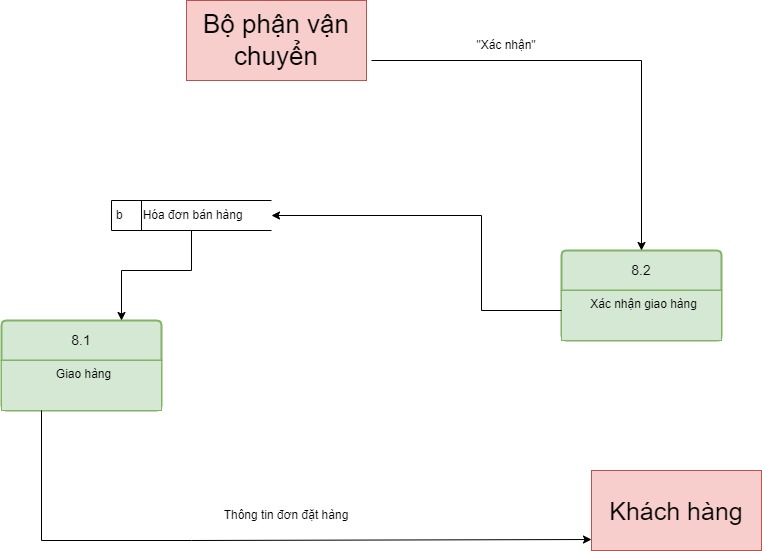 Bộ phận vận
chuyển
"Xác nhận"
b
Hóa đơn bán hàng
8.2
Xác nhận giao hàng
8.1
Giao hàng
Khách hàng
Thông tin đơn đặt hàng